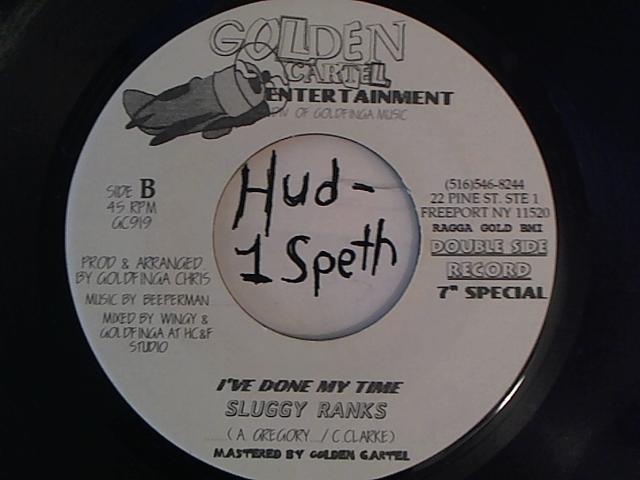 GOLDEN
CARTEL
ENTERTAINMENT
DIV OF GOLDFINGA MUSIC
SIDE B
45 RPM
GC919
PROD & ARRANGED
BY GOLDFINGA CHRIS
MUSIC BY BEEPERMAN
MIXED BY WINGY &
GOLDFINGA AT HC&F
STUDIO
Hud-
1 Speth
(516)546-8244
22 PINE ST. STE 1
FREEPORT NY 11520
RAGGA GOLD BMI
DOUBLE SIDE
RECORD
7" SPECIAL
I'VE DONE MY TIME
SLUGGY RANKS
(A. GREGORY.../C.CLARKE)
MASTERED BY GOLDEN CARTEL